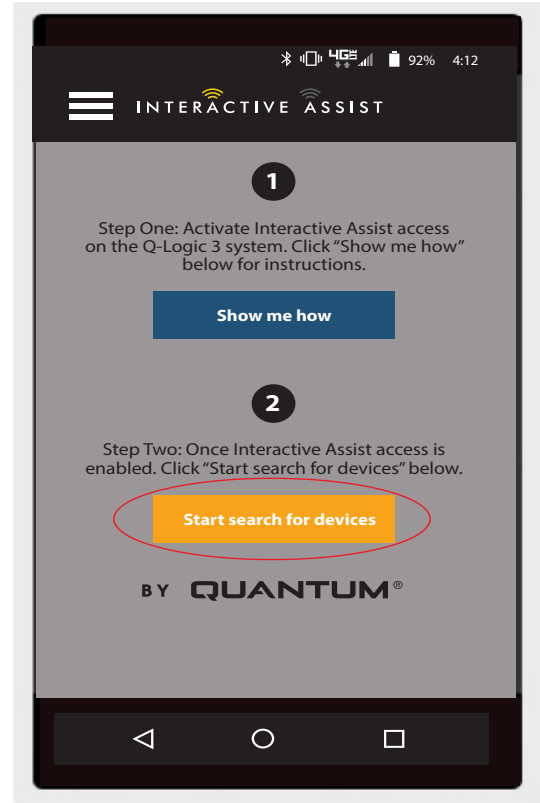 4GE 92% 4:12
INTERACTIVE ASSIST
1
Step One: Activate Interactive Assist access
on the Q-Logic 3 system. Click “Show me how”
below for instructions.
Show me how
2
Step Two: Once Interactive Assist access is
enabled. Click “Start search for devices” below.
Start search for devices
BY QUANTUM®